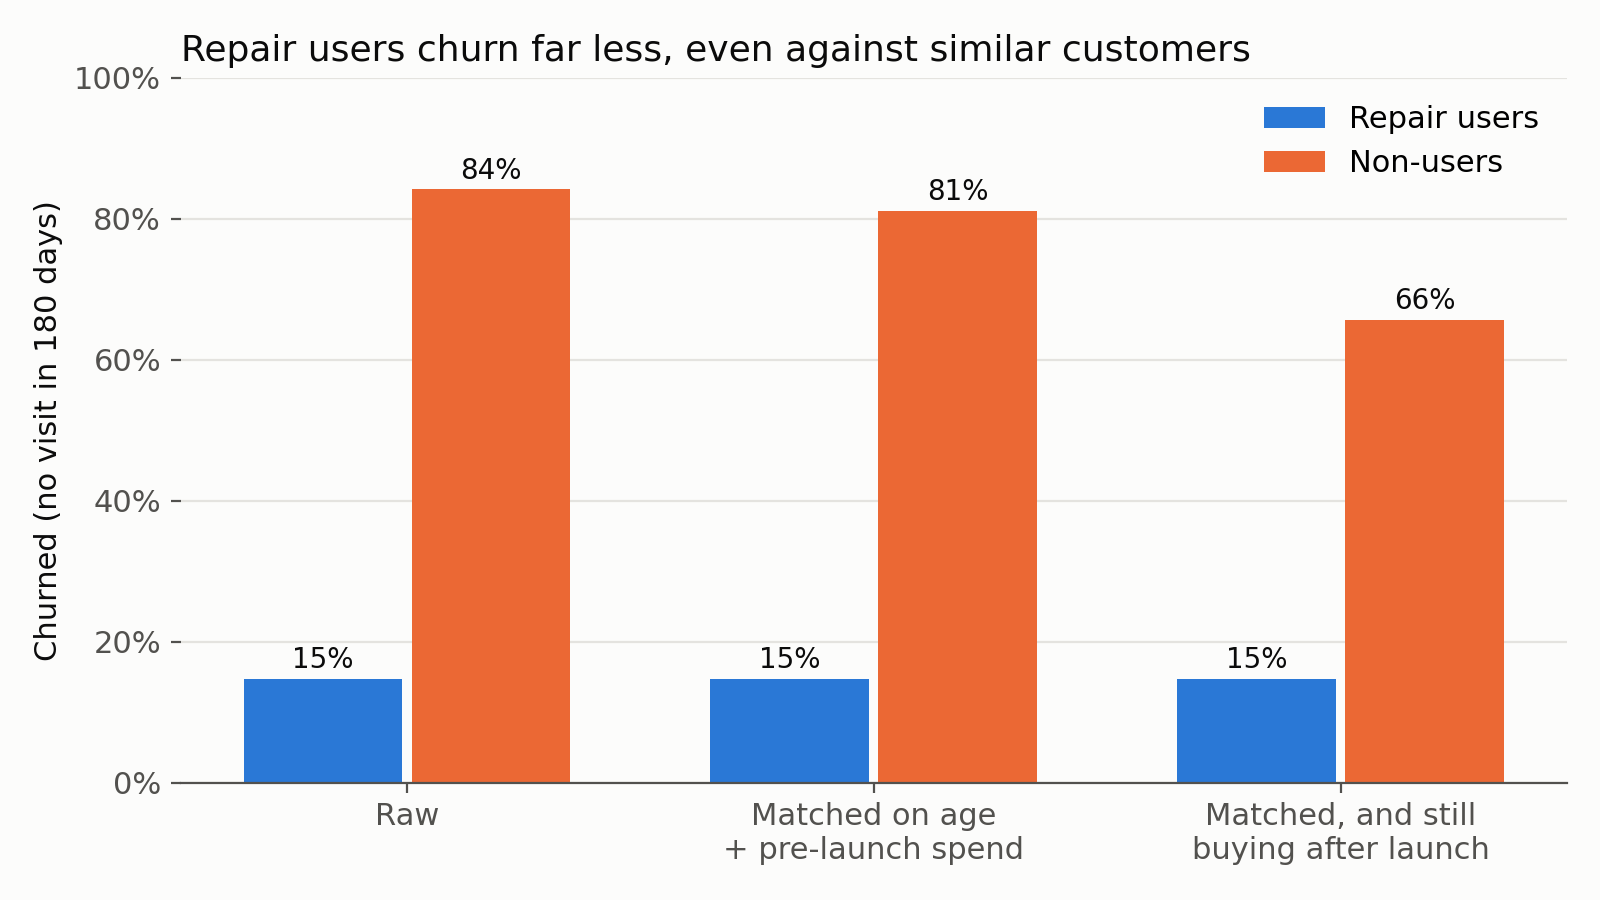 Repair users churn far less, even against similar customers
Churned (no visit in 180 days)
100%
80%
60%
40%
20%
0%
Repair users
Non-users
15%
84%
15%
81%
15%
66%
Raw
Matched on age
+ pre-launch spend
Matched, and still
buying after launch